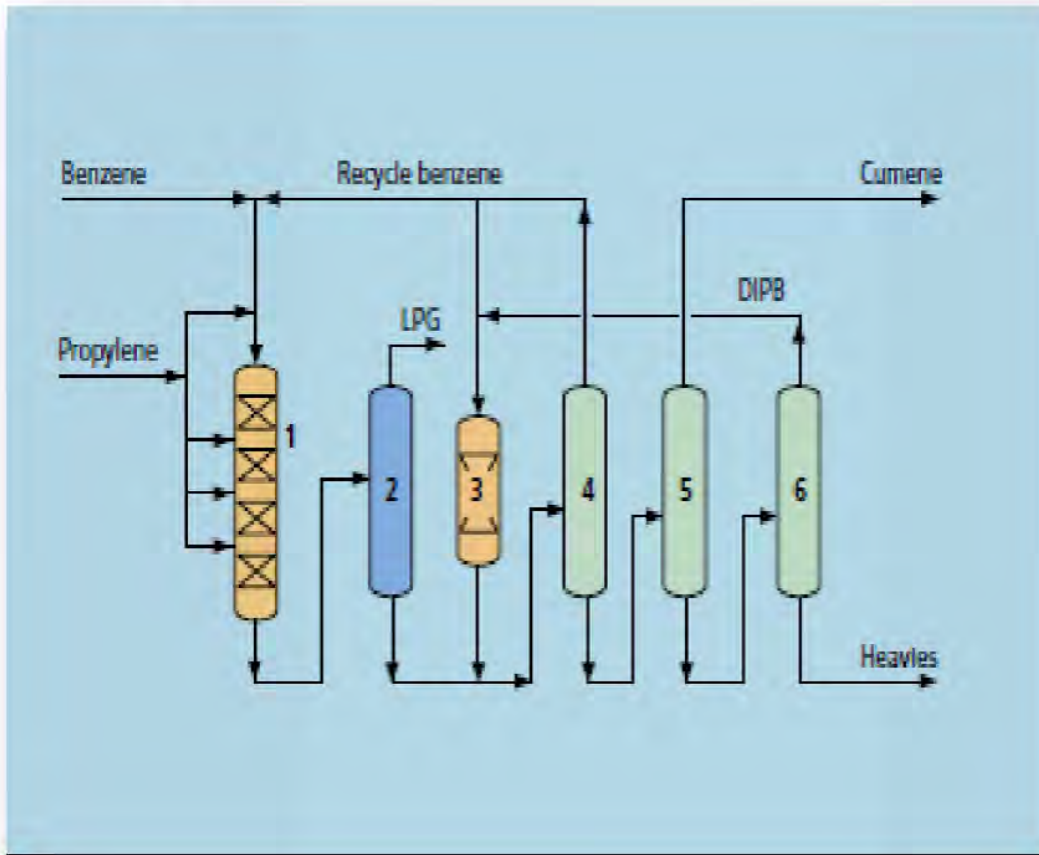 Benzene
Recycle benzene
Cumene
DIPB
LPG
Propylene
1
2
3
4
5
6
Heavies